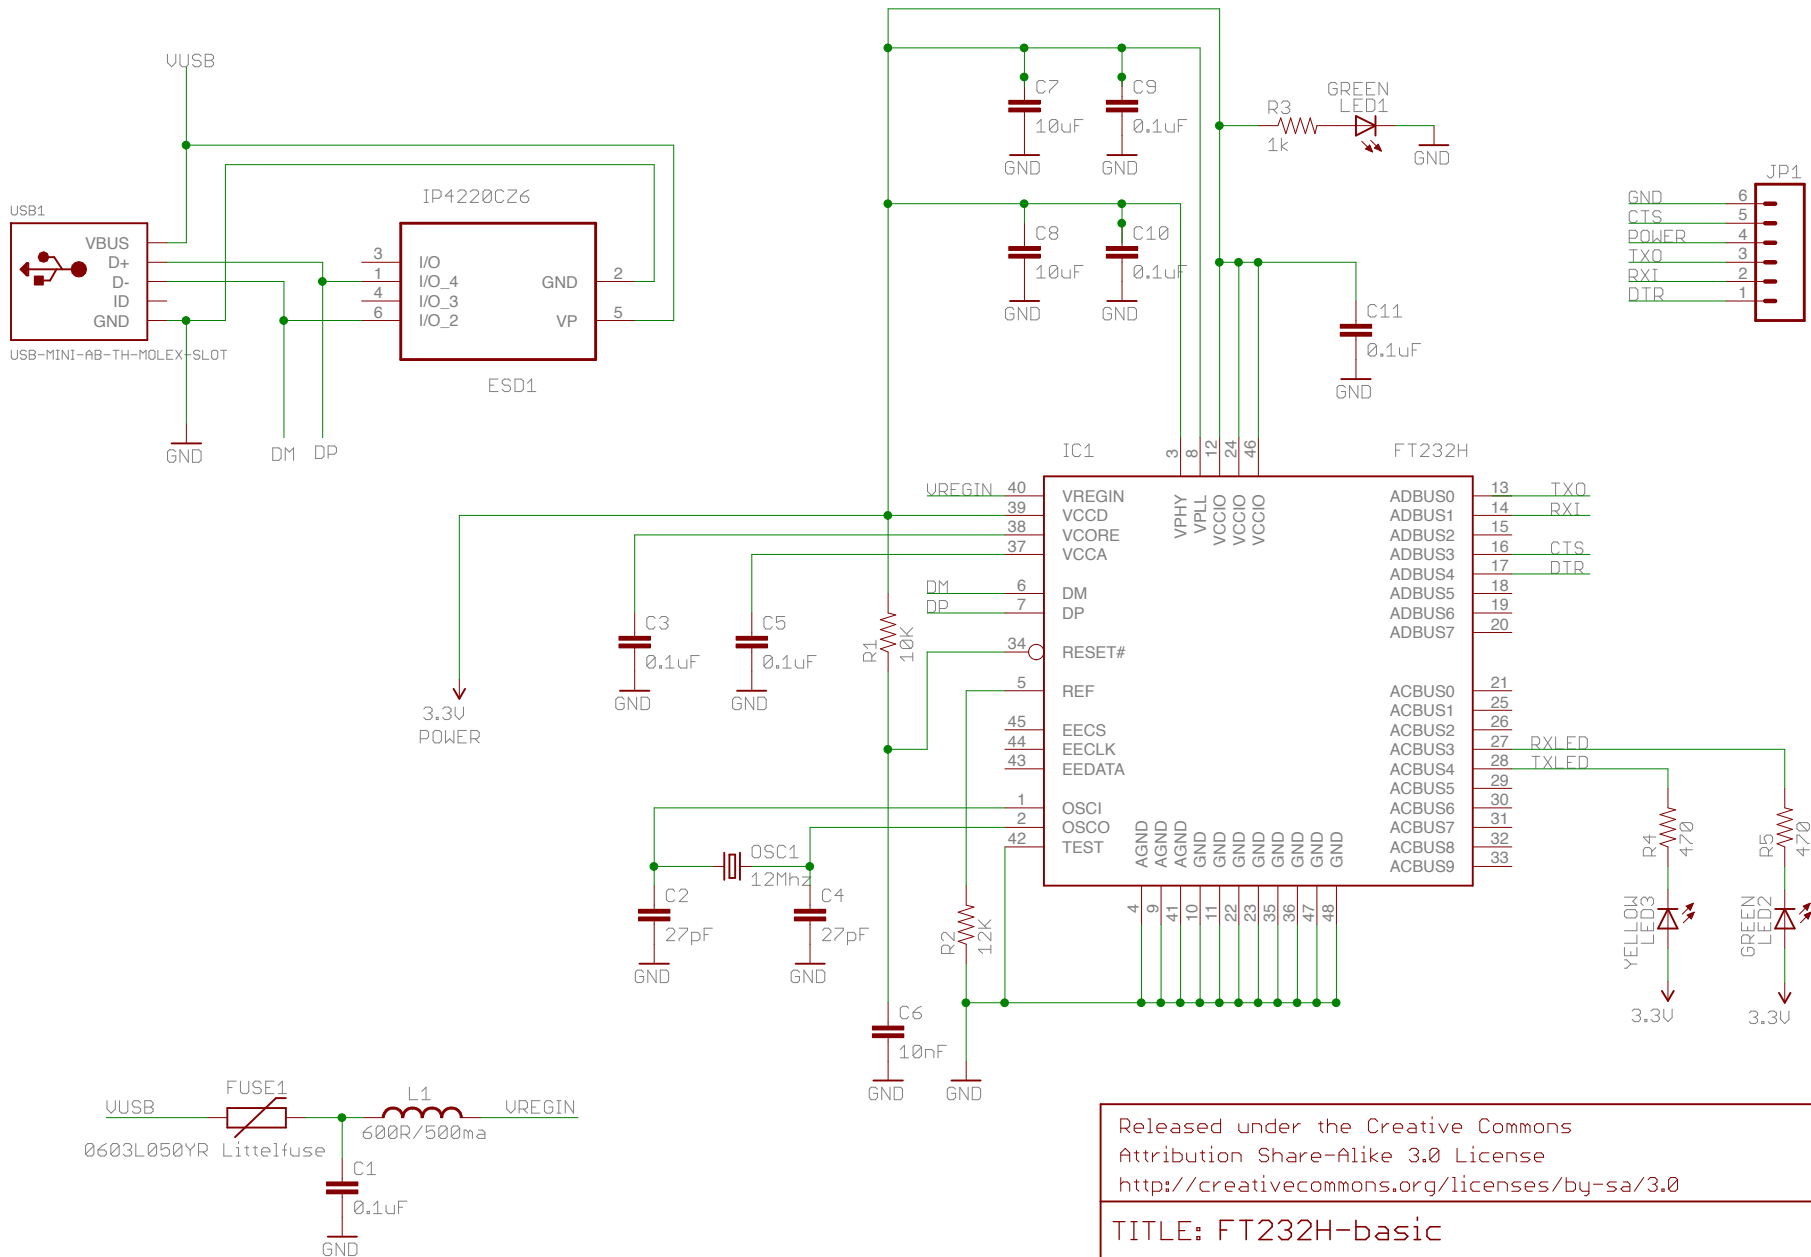 VUSB
USB1
VBUS
D+
D-
ID
GND
USB-MINI-AB-TH-MOLEX-SLOT
GND
DM
DP
IP4220CZ6
3 I/O
1 I/O_4
4 I/O_3
6 I/O_2
GND 2
VP 5
ESD1
C7
10uF
GND
C9
0.1uF
GND
R3
1k
GREEN
LED1
GND
C8
10uF
GND
C10
0.1uF
GND
C11
0.1uF
GND
JP1
GND 6
CTS 5
POWER 4
TXO 3
RXI 2
DTR 1
IC1
FT232H
3 VPHY
8 VPLL
12 VCCIO
24 VCCIO
46 VCCIO
VREGIN 40 VREGIN
39 VCCD
38 VCORE
37 VCCA
DM 6 DM
DP 7 DP
34 RESET#
5 REF
45 EECS
44 EECLK
43 EEDATA
1 OSCI
2 OSCO
42 TEST
ADBUS0 13 TXO
ADBUS1 14 RXI
ADBUS2 15
ADBUS3 16 CTS
ADBUS4 17 DTR
ADBUS5 18
ADBUS6 19
ADBUS7 20
ACBUS0 21
ACBUS1 25
ACBUS2 26
ACBUS3 27 RXLED
ACBUS4 28 TXLED
ACBUS5 29
ACBUS6 30
ACBUS7 31
ACBUS8 32
ACBUS9 33
AGND 4
AGND 9
AGND 41
GND 10
GND 11
GND 22
GND 23
GND 35
GND 36
GND 47
GND 48
3.3V
POWER
C3
0.1uF
GND
C5
0.1uF
GND
R1
10K
OSC1
12Mhz
C2
27pF
GND
C4
27pF
GND
R2
12K
C6
10nF
GND
GND
R4
470
YELLOW
LED3
3.3V
R5
470
GREEN
LED2
3.3V
VUSB
FUSE1
0603L050YR Littelfuse
L1
600R/500ma
VREGIN
C1
0.1uF
GND
Released under the Creative Commons
Attribution Share-Alike 3.0 License
http://creativecommons.org/licenses/by-sa/3.0
TITLE: FT232H-basic